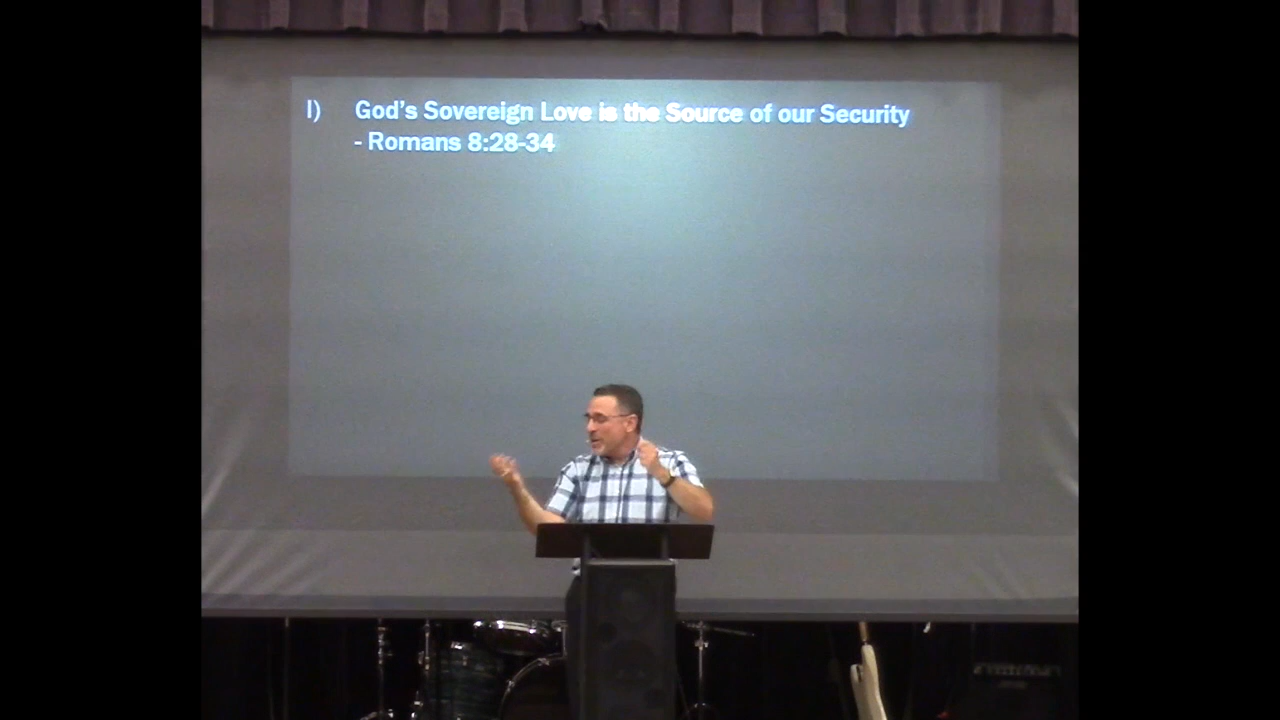 I) God's Sovereign Love is the Source of our Security
- Romans 8:28-34